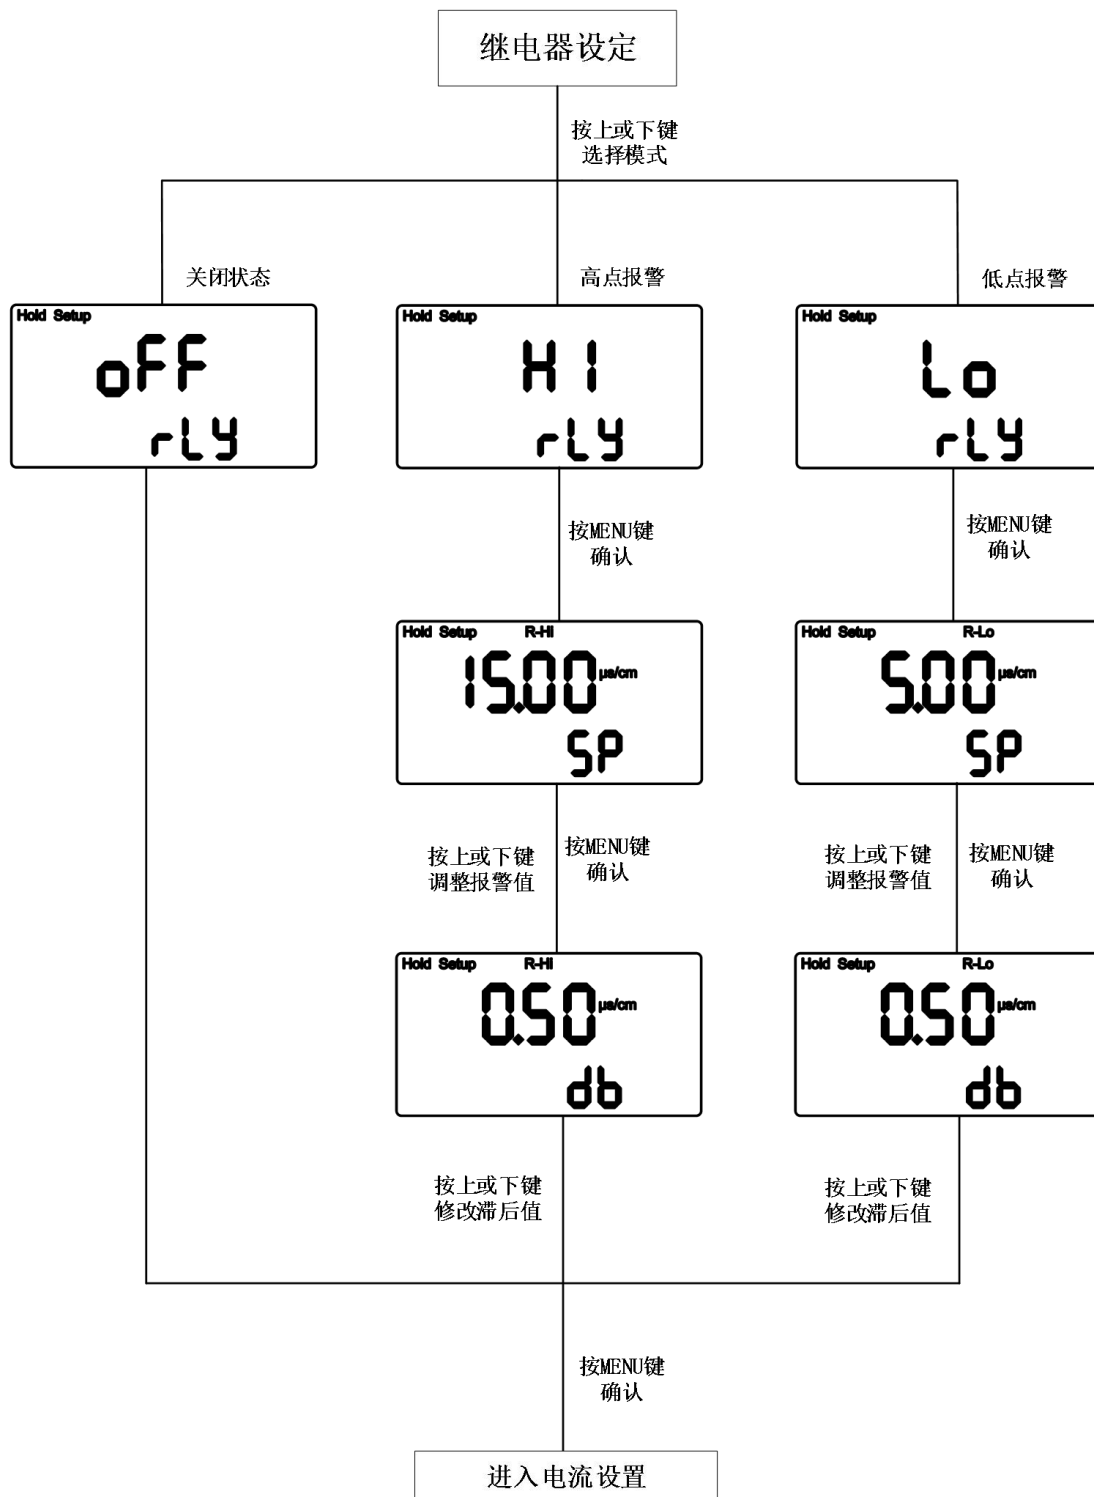 继电器设定
按上或下键
选择模式
关闭状态
高点报警
低点报警
Hold Setup
oFF
rLY
Hold Setup
HI
rLY
Hold Setup
Lo
rLY
按MENU键
确认
按MENU键
确认
Hold Setup R-Hi
15.00 μs/cm
SP
Hold Setup R-Lo
5.00 μs/cm
SP
按上或下键
调整报警值
按MENU键
确认
按上或下键
调整报警值
按MENU键
确认
Hold Setup R-Hi
0.50 μs/cm
db
Hold Setup R-Lo
0.50 μs/cm
db
按上或下键
修改滞后值
按上或下键
修改滞后值
按MENU键
确认
进入电流设置